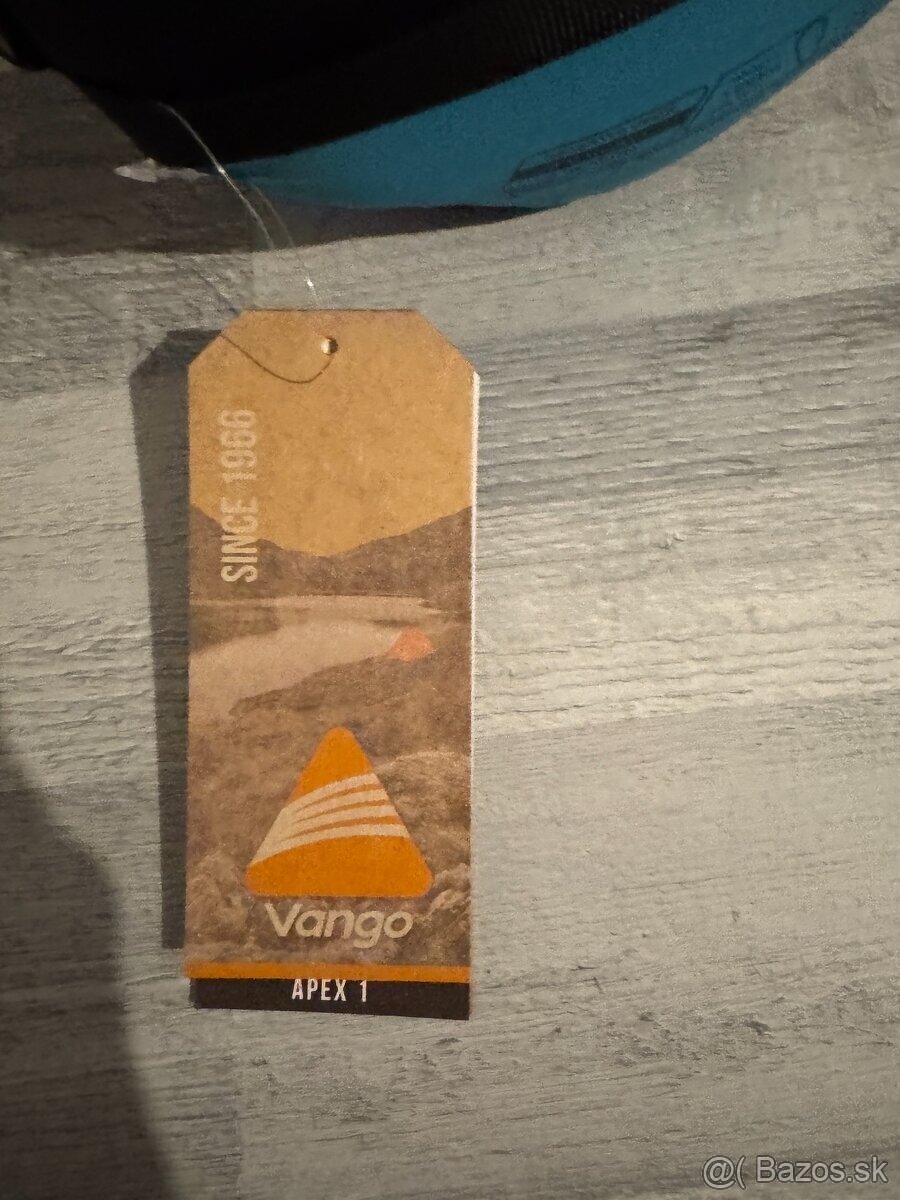 SINCE 1966
Vango
APEX 1
@( Bazos.sk